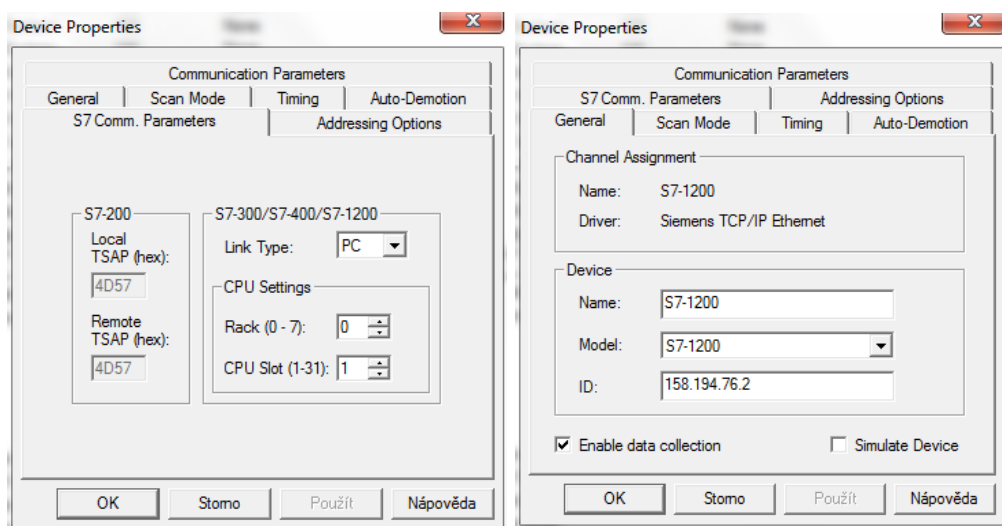 Device Properties
Communication Parameters
General
Scan Mode
Timing
Auto-Demotion
S7 Comm. Parameters
Addressing Options
S7-200
Local
TSAP (hex):
4D57
Remote
TSAP (hex):
4D57
S7-300/S7-400/S7-1200
Link Type:
PC
CPU Settings
Rack (0 - 7):
0
CPU Slot (1-31):
1
OK
Storno
Použít
Nápověda
Device Properties
Communication Parameters
S7 Comm. Parameters
Addressing Options
General
Scan Mode
Timing
Auto-Demotion
Channel Assignment
Name:
S7-1200
Driver:
Siemens TCP/IP Ethernet
Device
Name:
S7-1200
Model:
S7-1200
ID:
158.194.76.2
Enable data collection
Simulate Device
OK
Storno
Použít
Nápověda